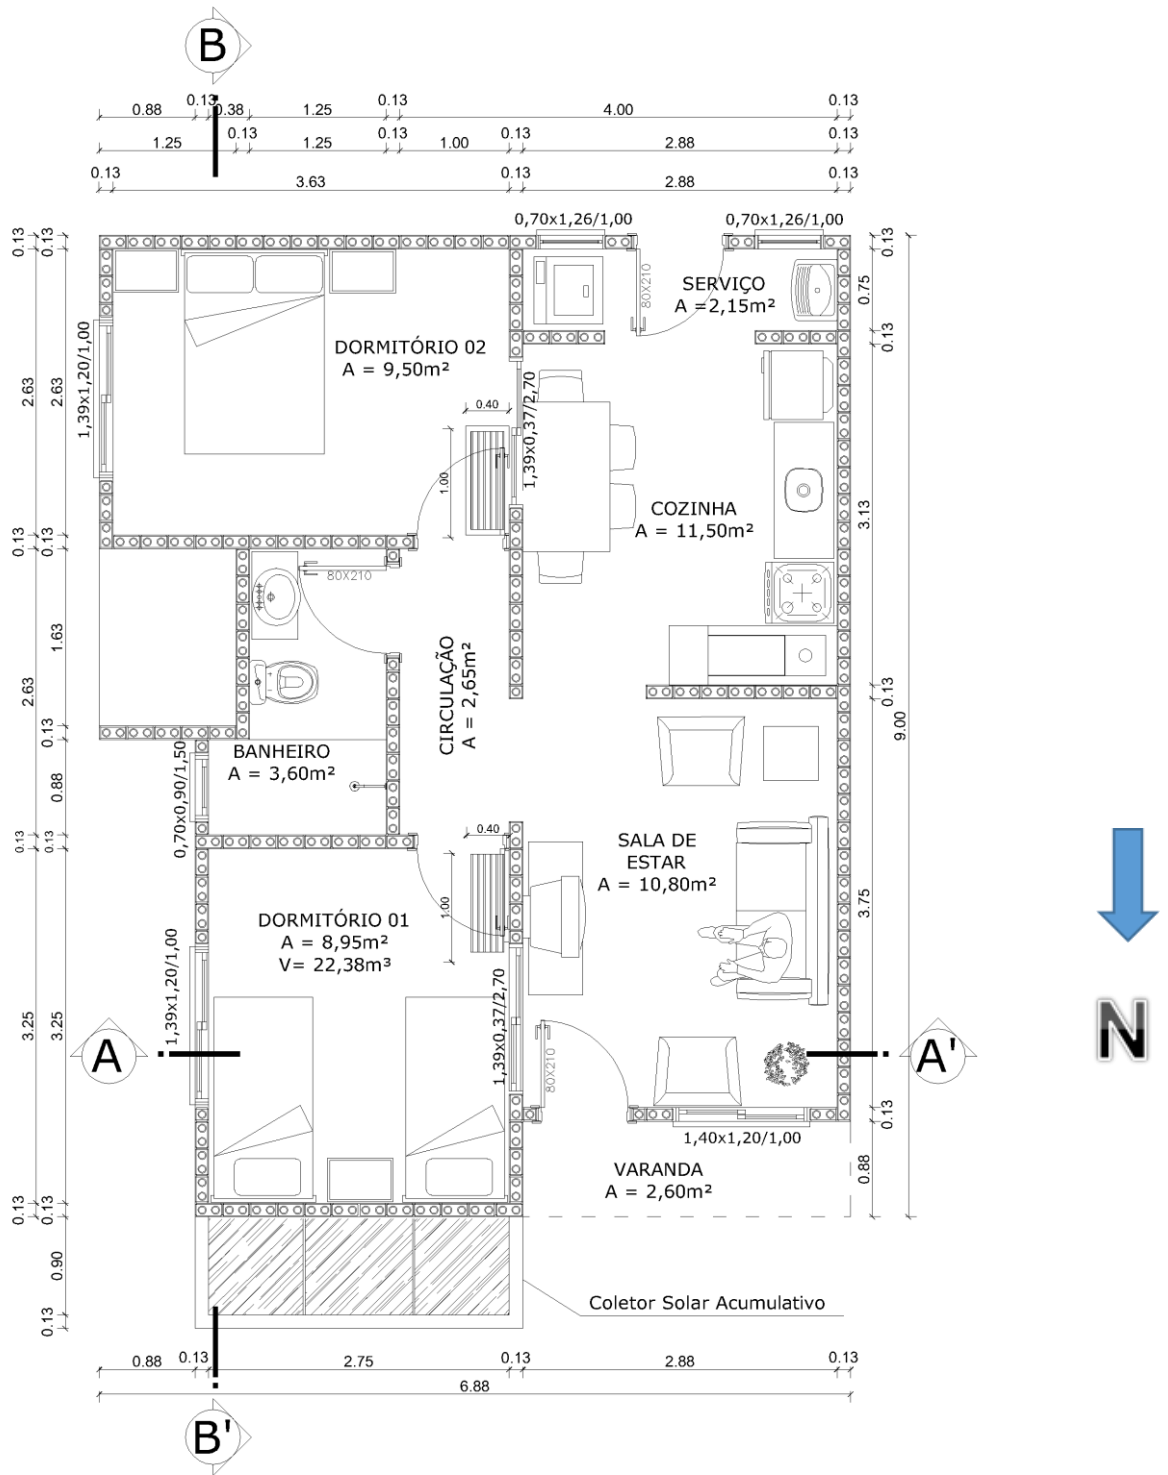 B
0.88 0.13 0.38 1.25 0.13 4.00 0.13
1.25 0.13 1.25 0.13 1.00 0.13 2.88 0.13
0.13 3.63 0.13 2.88 0.13
0,70x1,26/1,00 0,70x1,26/1,00
0.13 0.13 0.13
SERVIÇO
A =2,15m²
80X210
0.75
0.13
1,39x1,20/1,00
DORMITÓRIO 02
A = 9,50m²
2.63 2.63
0.40
1.00
1,39x0,37/2,70
COZINHA
A = 11,50m²
3.13
0.13 0.13
80X210
1.63
2.63
CIRCULAÇÃO
A = 2,65m²
0.13
9.00
0.13
BANHEIRO
A = 3,60m²
0,70x0,90/1,50
0.88
0.13 0.13
0.40
SALA DE
ESTAR
A = 10,80m²
3.75
1.00
DORMITÓRIO 01
A = 8,95m²
V= 22,38m³
1,39x1,20/1,00
1,39x0,37/2,70
3.25 3.25
N
A A'
80X210
0.13
1,40x1,20/1,00
VARANDA
A = 2,60m²
0.88
0.13 0.13
0.90
Coletor Solar Acumulativo
0.13
0.88 0.13 2.75 0.13 2.88 0.13
6.88
B'